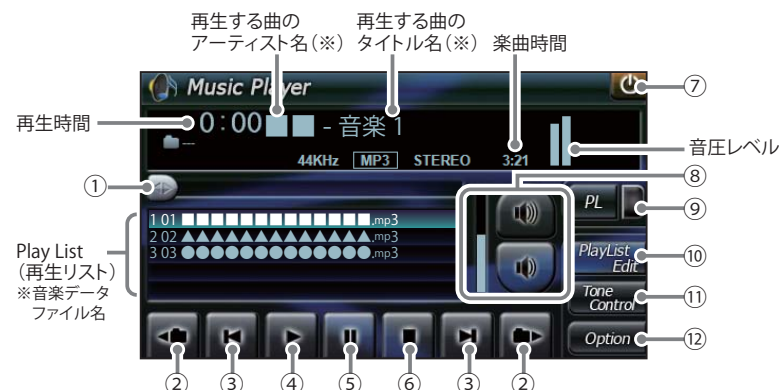 再生する曲の
アーティスト名（※）
再生する曲の
タイトル名（※）
楽曲時間
Music Player
⑦
再生時間
0:00■■ - 音楽 1
---
44KHz MP3 STEREO 3:21
音圧レベル
①
⑧
PL
⑨
Play List
（再生リスト）
※音楽データ
ファイル名
1 01 ■■■■■■■■■■■■■.mp3
2 02 ▲▲▲▲▲▲▲▲▲▲▲▲▲.mp3
3 03 ●●●●●●●●●●●●●.mp3
PlayList
Edit
⑩
Tone
Control
⑪
Option
⑫
② ③ ④ ⑤ ⑥ ③ ②